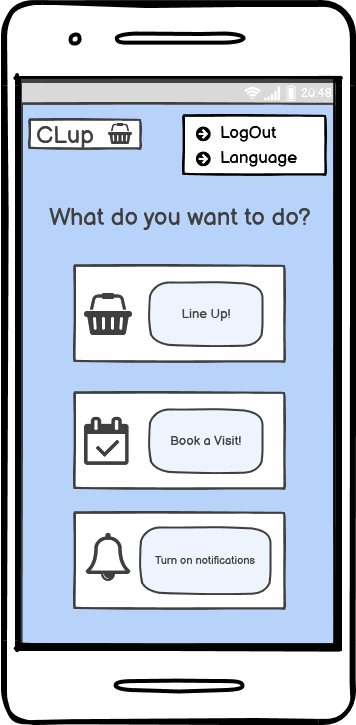 20:48
CLup
LogOut
Language
What do you want to do?
Line Up!
Book a Visit!
Turn on notifications